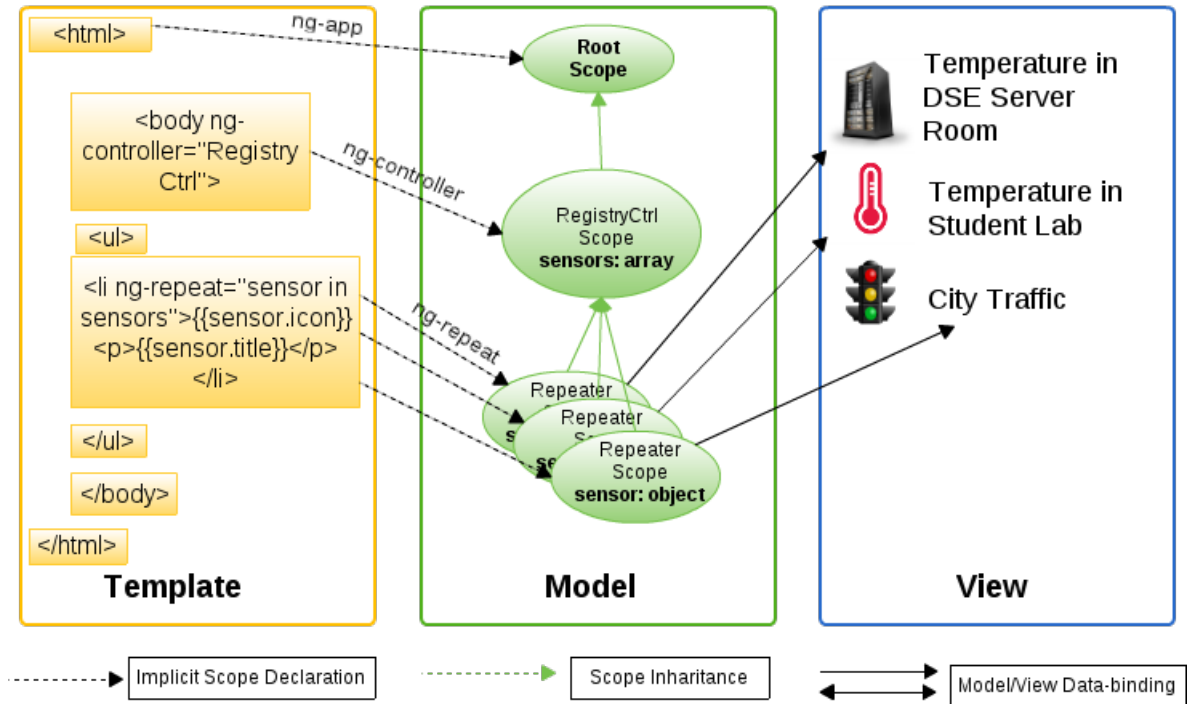 <html>
ng-app
<body ng-
controller="Registry
Ctrl">
ng-controller
<ul>
<li ng-repeat="sensor in
sensors">{{sensor.icon}}
<p>{{sensor.title}}</p>
</li>
ng-repeat
</ul>
</body>
</html>
Template
Root
Scope
RegistryCtrl
Scope
sensors: array
Repeater
Repeater
Repeater
Scope
sensor: object
Model
Temperature in
DSE Server
Room
Temperature in
Student Lab
City Traffic
View
Implicit Scope Declaration
Scope Inheritance
Model/View Data-binding